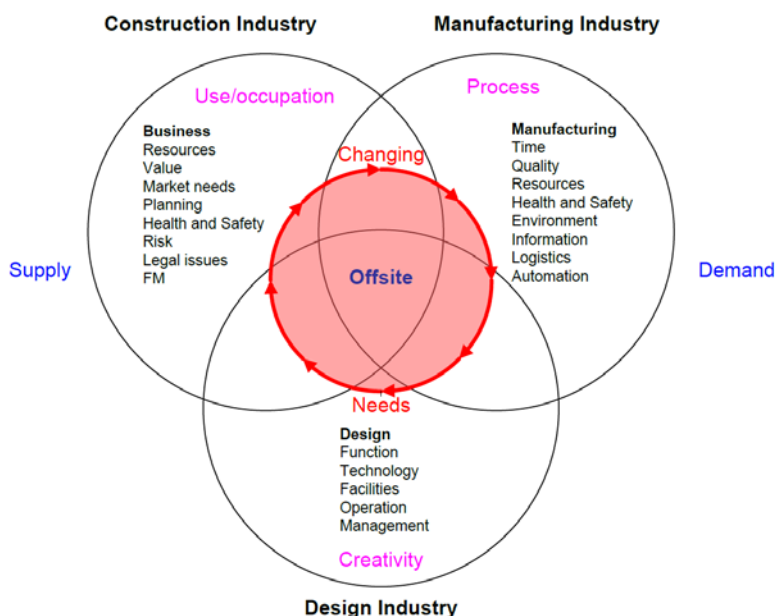 Construction Industry
Manufacturing Industry
Use/occupation
Process
Business
Resources
Value
Market needs
Planning
Health and Safety
Risk
Legal issues
FM
Changing
Manufacturing
Time
Quality
Resources
Health and Safety
Environment
Information
Logistics
Automation
Supply
Offsite
Demand
Needs
Design
Function
Technology
Facilities
Operation
Management
Creativity
Design Industry